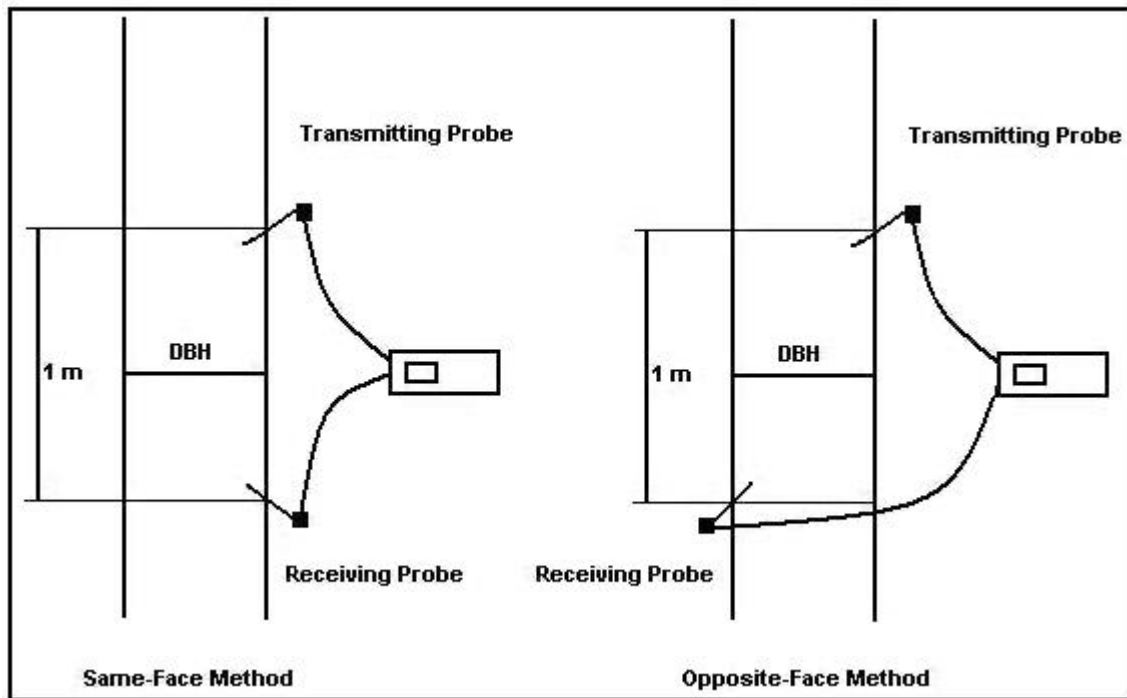 Transmitting Probe
DBH
1 m
Receiving Probe
Same-Face Method
Transmitting Probe
DBH
1 m
Receiving Probe
Opposite-Face Method